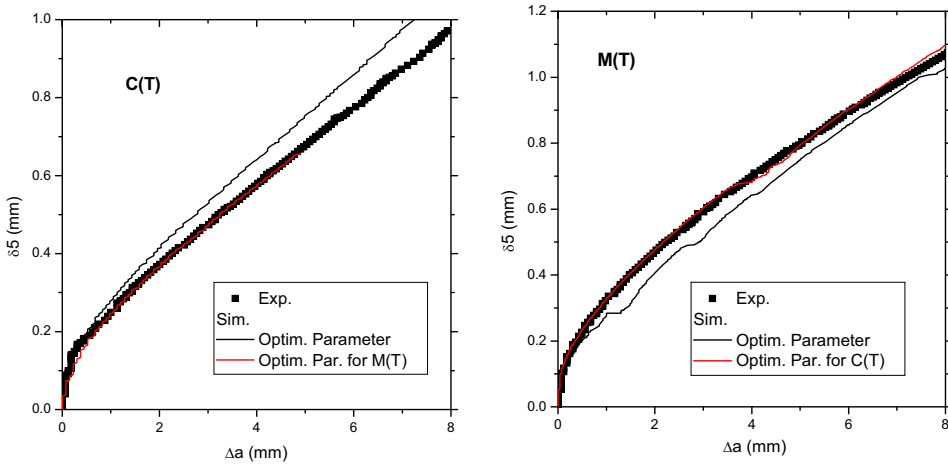 1.0
0.8
0.6
0.4
0.2
0.0
δ5 (mm)
C(T)
Exp.
Sim.
Optim. Parameter
Optim. Par. for M(T)
0 2 4 6 8
Δa (mm)
1.2
1.0
0.8
0.6
0.4
0.2
0.0
δ5 (mm)
M(T)
Exp.
Sim.
Optim. Parameter
Optim. Par. for C(T)
0 2 4 6 8
Δa (mm)